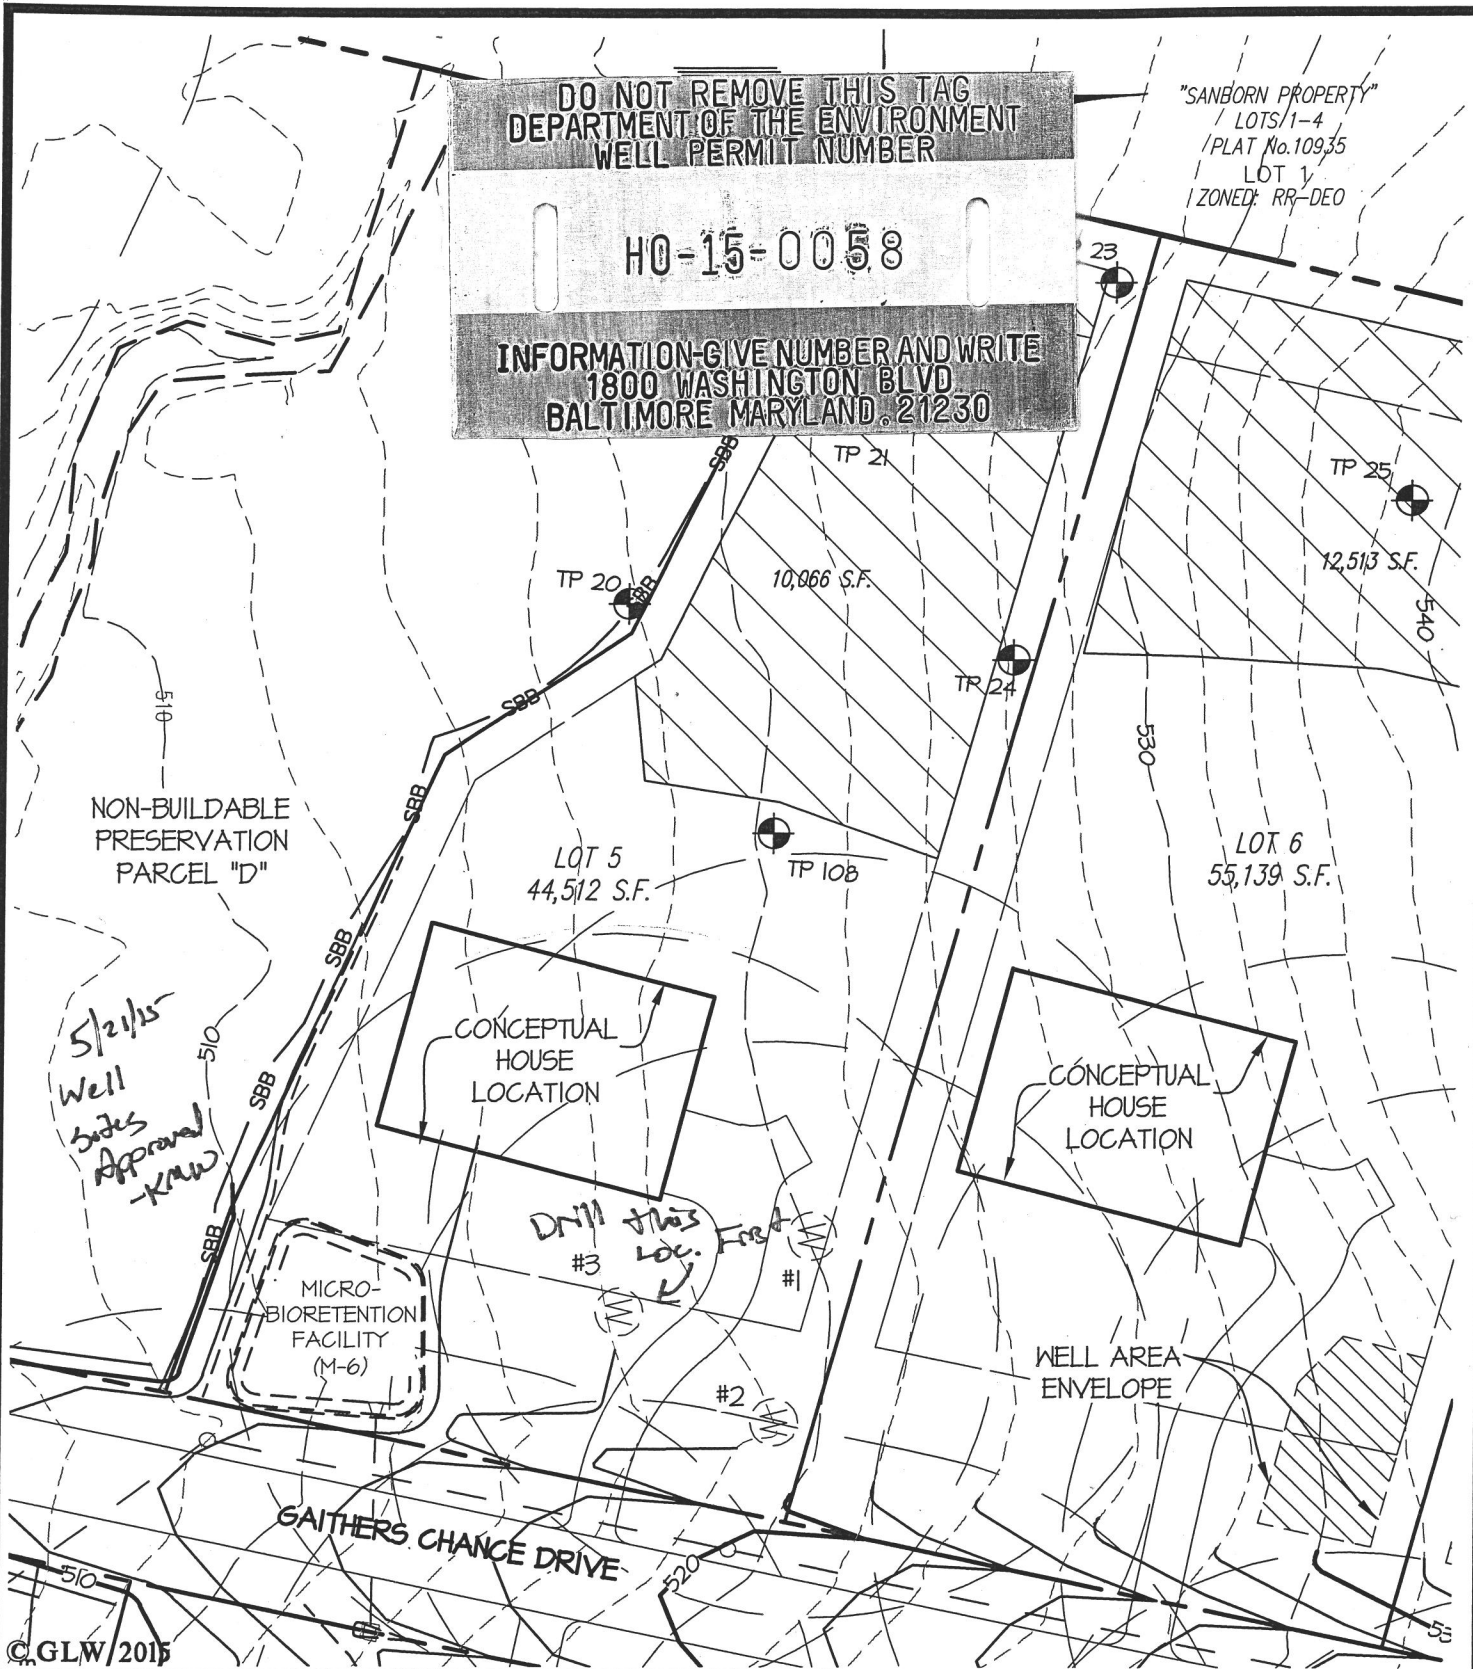 DO NOT REMOVE THIS TAG
DEPARTMENT OF THE ENVIRONMENT
WELL PERMIT NUMBER
HO-15-0058
INFORMATION-GIVE NUMBER AND WRITE
1800 WASHINGTON BLVD.
BALTIMORE MARYLAND. 21230
"SANBORN PROPERTY"
LOTS 1-4
PLAT No.10935
LOT 1
ZONED: RR-DEO
23
TP 21
SBB
TP 25
TP 20
SBB
10,066 S.F.
12,513 S.F.
540
TP 24
SBB
510
530
NON-BUILDABLE
PRESERVATION
PARCEL "D"
SBB
LOT 5
44,512 S.F.
TP 108
LOT 6
55,139 S.F.
SBB
5/21/15
Well
Sites
Approved
-KMW
510
SBB
CONCEPTUAL
HOUSE
LOCATION
CONCEPTUAL
HOUSE
LOCATION
SBB
Drill this
Loc. First
#3
W
W
#1
MICRO-
BIORETENTION
FACILITY
(M-6)
#2
W
WELL AREA
ENVELOPE
GAITHERS CHANCE DRIVE
510
520
53
© GLW 2015